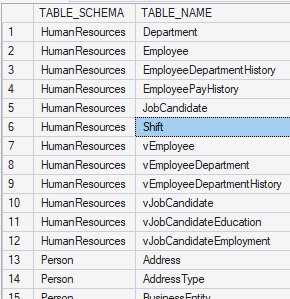 TABLE_SCHEMA TABLE_NAME
1 HumanResources Department
2 HumanResources Employee
3 HumanResources EmployeeDepartmentHistory
4 HumanResources EmployeePayHistory
5 HumanResources JobCandidate
6 HumanResources Shift
7 HumanResources vEmployee
8 HumanResources vEmployeeDepartment
9 HumanResources vEmployeeDepartmentHistory
10 HumanResources vJobCandidate
11 HumanResources vJobCandidateEducation
12 HumanResources vJobCandidateEmployment
13 Person Address
14 Person AddressType
15 Person BusinessEntity